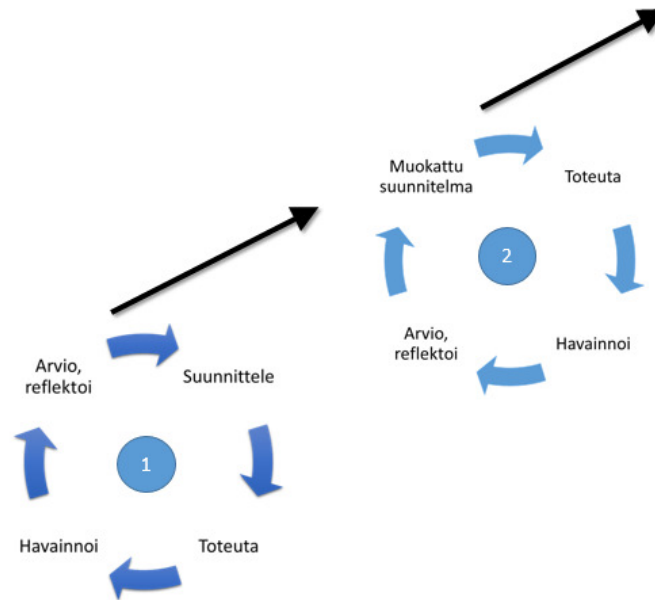 Muokattu
suunnitelma
Toteuta
2
Arvio,
reflektoi
Havainnoi
Arvio,
reflektoi
Suunnittele
1
Havainnoi
Toteuta